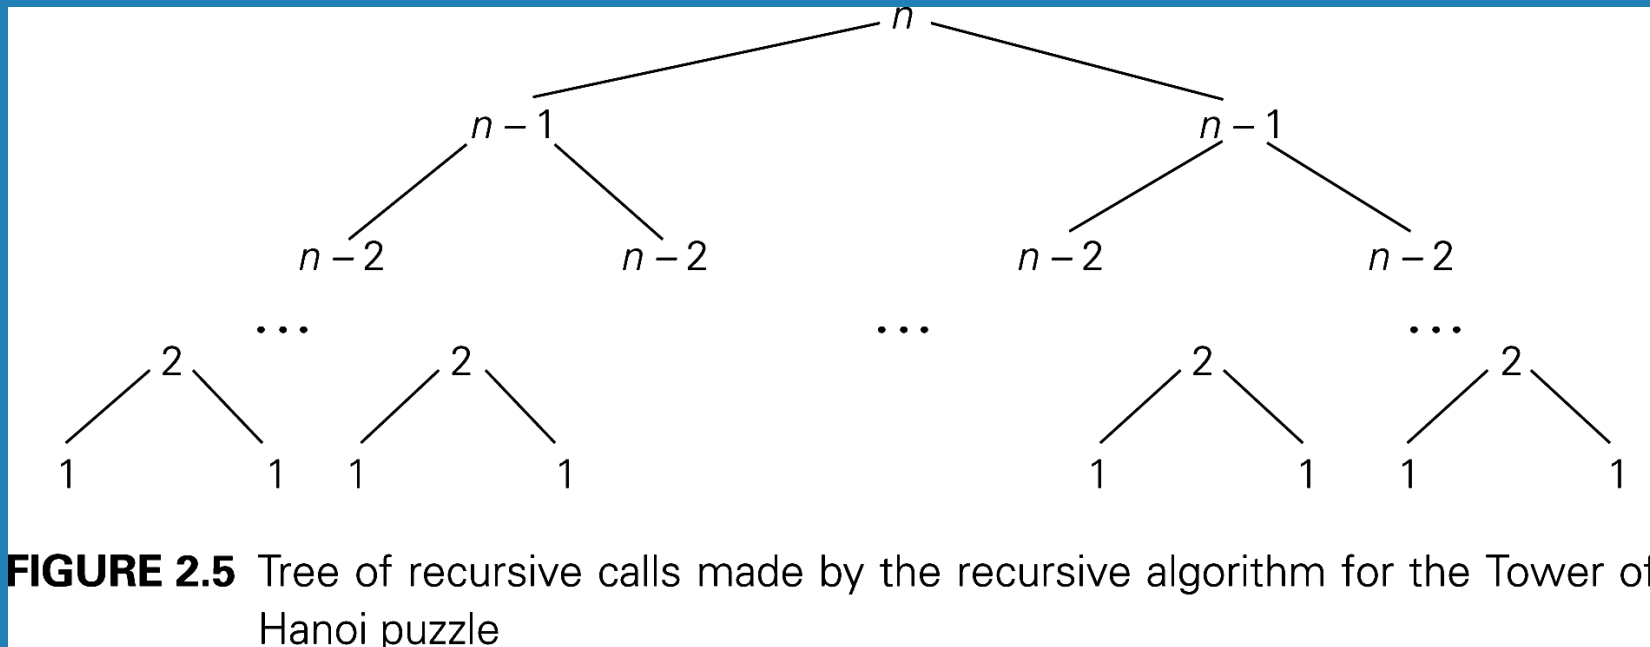 n
n – 1 n – 1
n – 2 n – 2 n – 2 n – 2
... ... ...
2 2 2 2
1 1 1 1 1 1 1 1
FIGURE 2.5 Tree of recursive calls made by the recursive algorithm for the Tower of
Hanoi puzzle